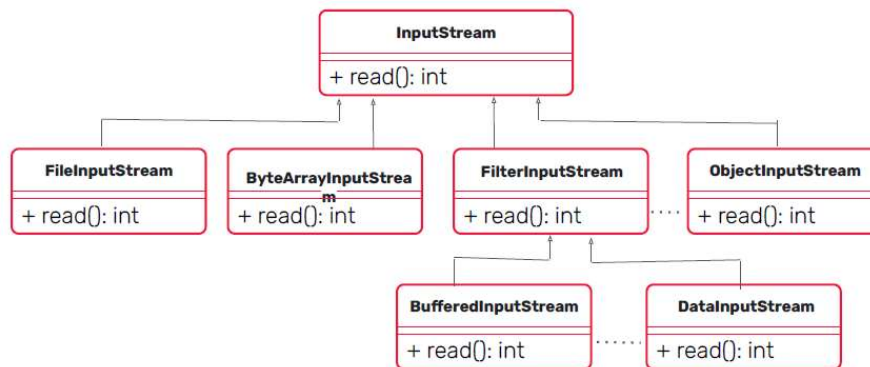 InputStream
+ read(): int
FileInputStream
+ read(): int
ByteArrayInputStrea
m
+ read(): int
FilterInputStream
+ read(): int
ObjectInputStream
+ read(): int
BufferedInputStream
+ read(): int
DataInputStream
+ read(): int